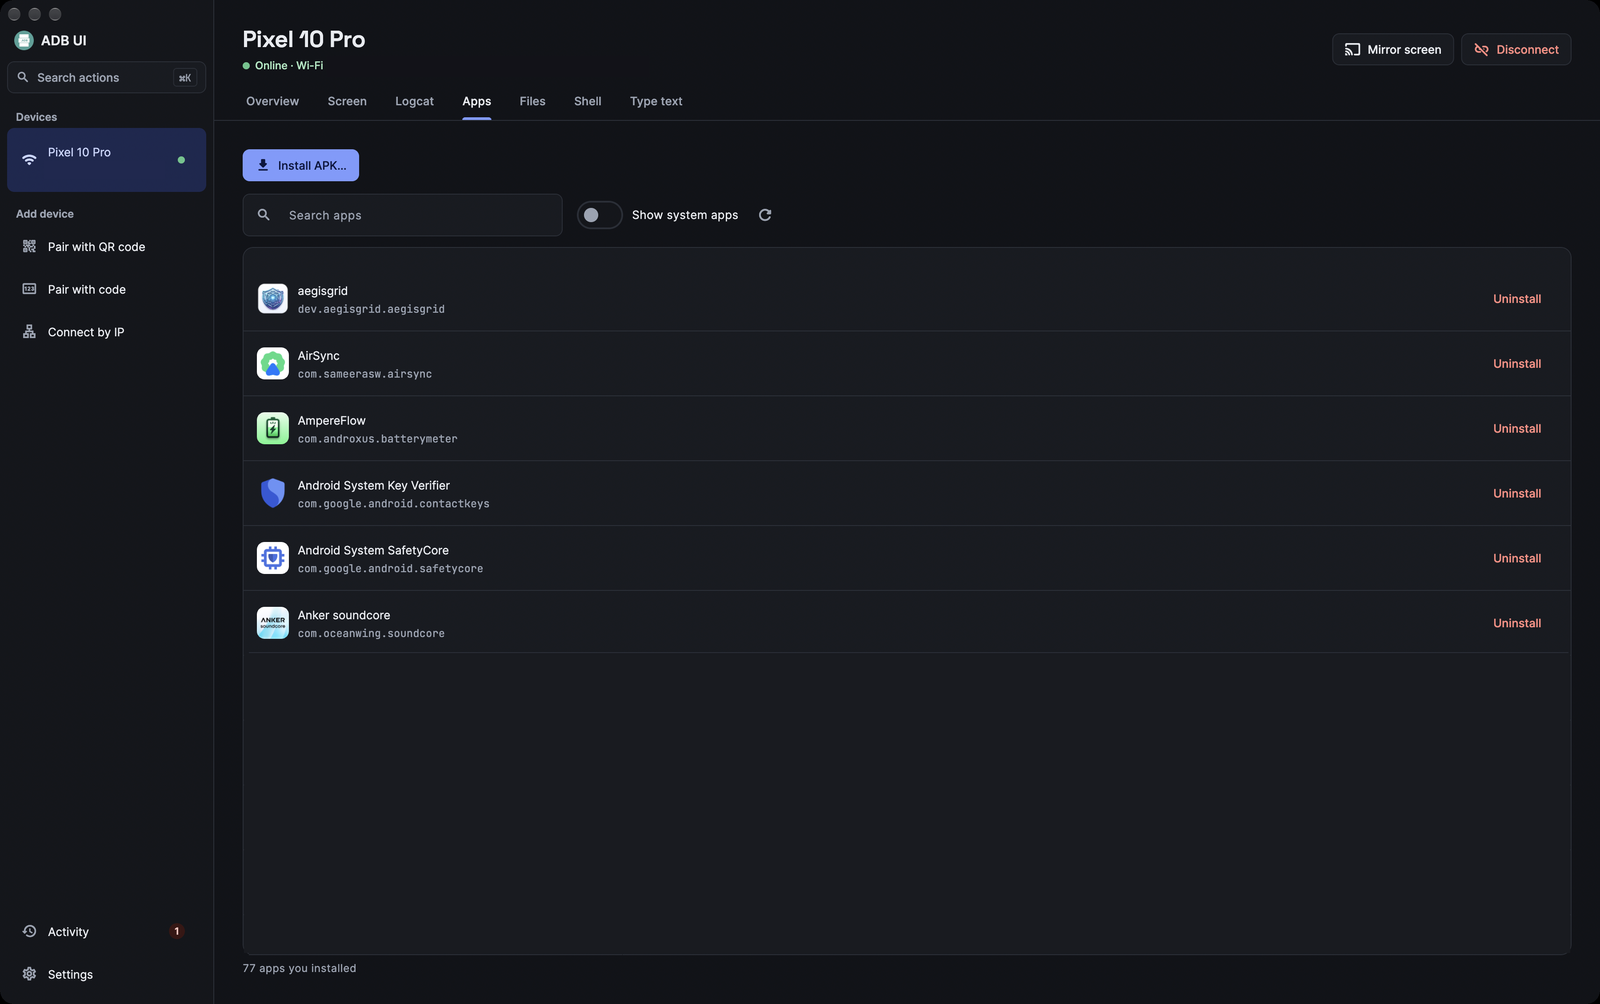 ADB UI
Search actions
⌘K
Devices
Pixel 10 Pro
Add device
Pair with QR code
123
Pair with code
Connect by IP
Activity
1
Settings
Pixel 10 Pro
Online · Wi-Fi
Mirror screen
Disconnect
Overview
Screen
Logcat
Apps
Files
Shell
Type text
Install APK...
Search apps
Show system apps
aegisgrid
dev.aegisgrid.aegisgrid
Uninstall
AirSync
com.sameerasw.airsync
Uninstall
AmpereFlow
com.androxus.batterymeter
Uninstall
Android System Key Verifier
com.google.android.contactkeys
Uninstall
Android System SafetyCore
com.google.android.safetycore
Uninstall
ANKER
soundcore
Anker soundcore
com.oceanwing.soundcore
Uninstall
77 apps you installed